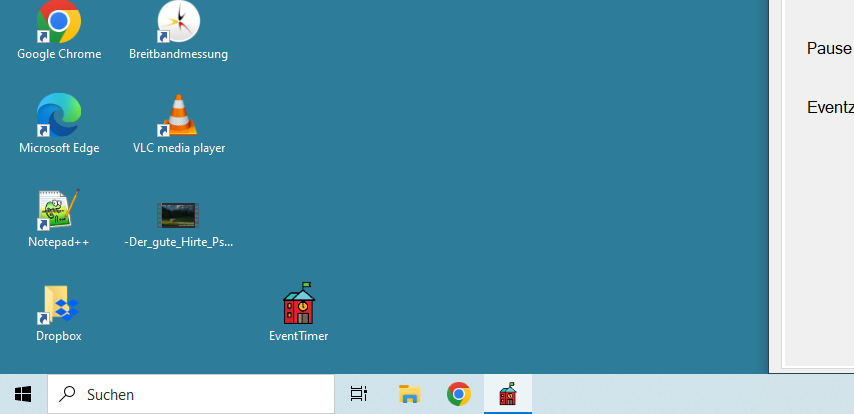 Google Chrome
Breitbandmessung
Microsoft Edge
VLC media player
Notepad++
-Der_gute_Hirte_Ps...
Dropbox
EventTimer
Pause
Eventz
Suchen